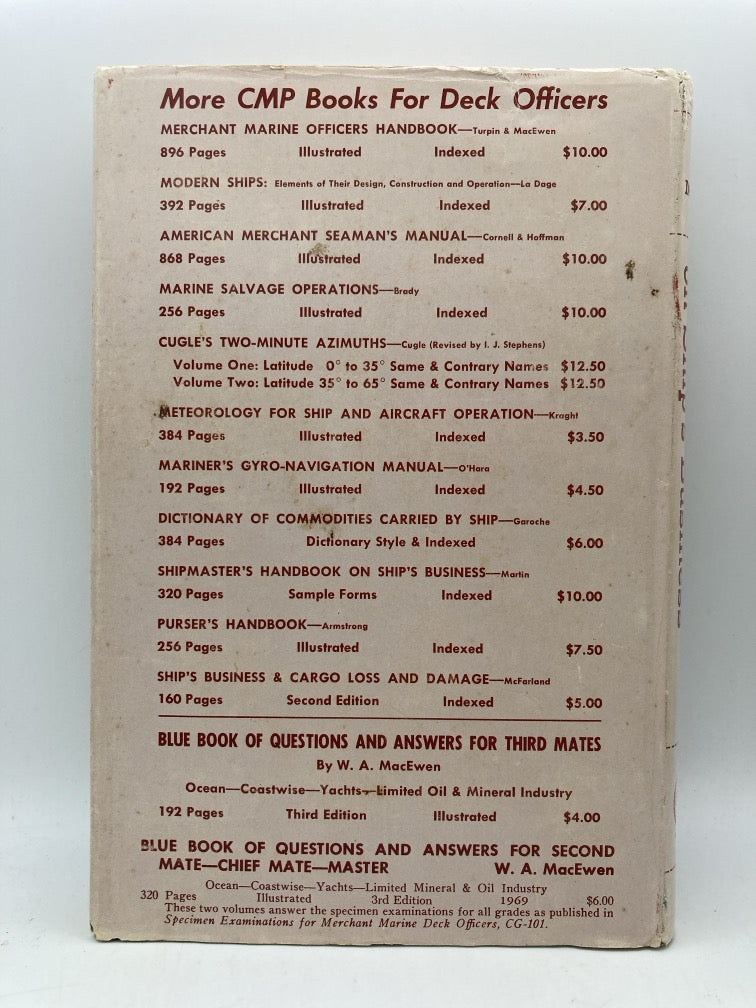 More CMP Books For Deck Officers
MERCHANT MARINE OFFICERS HANDBOOK—Turpin & MacEwen
896 Pages Illustrated Indexed $10.00
MODERN SHIPS: Elements of Their Design, Construction and Operation—La Dage
392 Pages Illustrated Indexed $7.00
AMERICAN MERCHANT SEAMAN'S MANUAL—Cornell & Hoffman
868 Pages Illustrated Indexed $10.00
MARINE SALVAGE OPERATIONS—Brady
256 Pages Illustrated Indexed $10.00
CUGLE'S TWO-MINUTE AZIMUTHS—Cugle (Revised by I. J. Stephens)
Volume One: Latitude 0° to 35° Same & Contrary Names $12.50
Volume Two: Latitude 35° to 65° Same & Contrary Names $12.50
METEOROLOGY FOR SHIP AND AIRCRAFT OPERATION—Kraght
384 Pages Illustrated Indexed $3.50
MARINER'S GYRO-NAVIGATION MANUAL—O'Hara
192 Pages Illustrated Indexed $4.50
DICTIONARY OF COMMODITIES CARRIED BY SHIP—Garoche
384 Pages Dictionary Style & Indexed $6.00
SHIPMASTER'S HANDBOOK ON SHIP'S BUSINESS—Martin
320 Pages Sample Forms Indexed $10.00
PURSER'S HANDBOOK—Armstrong
256 Pages Illustrated Indexed $7.50
SHIP'S BUSINESS & CARGO LOSS AND DAMAGE—McFarland
160 Pages Second Edition Indexed $5.00
BLUE BOOK OF QUESTIONS AND ANSWERS FOR THIRD MATES
By W. A. MacEwen
Ocean—Coastwise—Yachts—Limited Oil & Mineral Industry
192 Pages Third Edition Illustrated $4.00
BLUE BOOK OF QUESTIONS AND ANSWERS FOR SECOND
MATE—CHIEF MATE—MASTER W. A. MacEwen
Ocean—Coastwise—Yachts—Limited Mineral & Oil Industry
320 Pages Illustrated 3rd Edition 1969 $6.00
These two volumes answer the specimen examinations for all grades as published in
Specimen Examinations for Merchant Marine Deck Officers, CG-101.